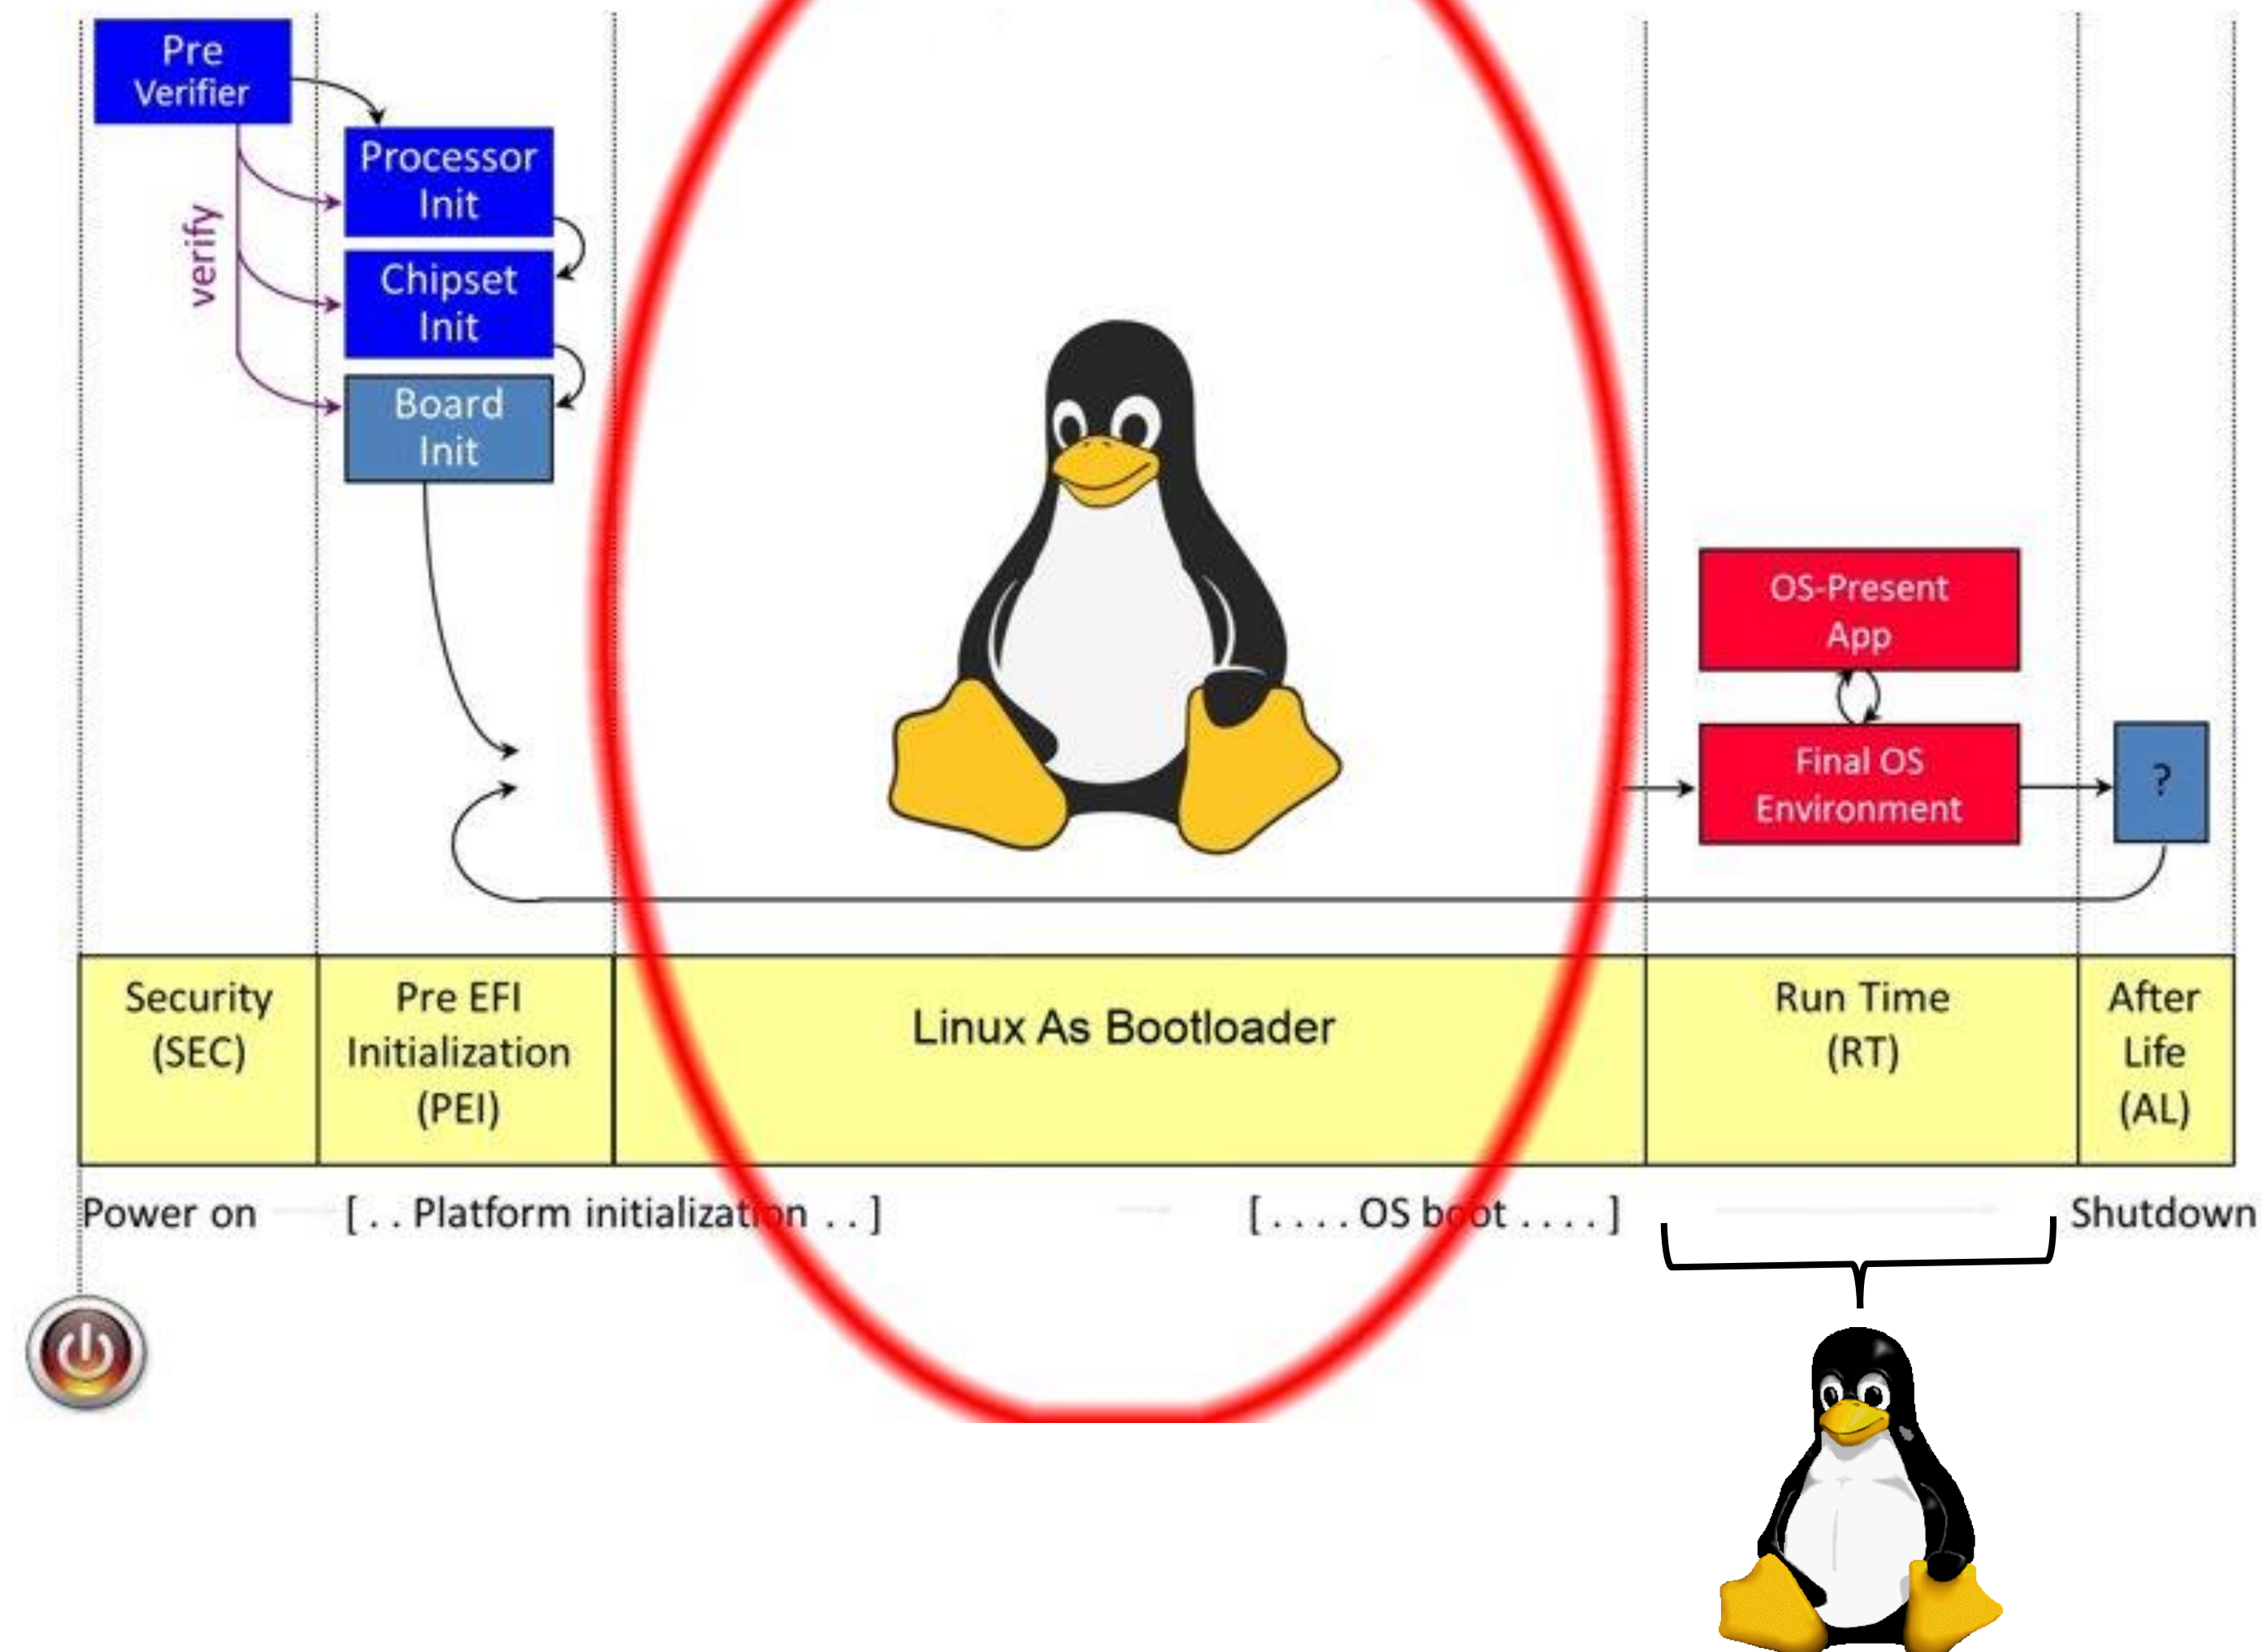 Pre
Verifier
Processor
Init
verify
Chipset
Init
Board
Init
OS-Present
App
Final OS
Environment
?
Security
(SEC)
Pre EFI
Initialization
(PEI)
Linux As Bootloader
Run Time
(RT)
After
Life
(AL)
Power on
[ . . Platform initialization . . ]
[ . . . . OS boot . . . . ]
Shutdown